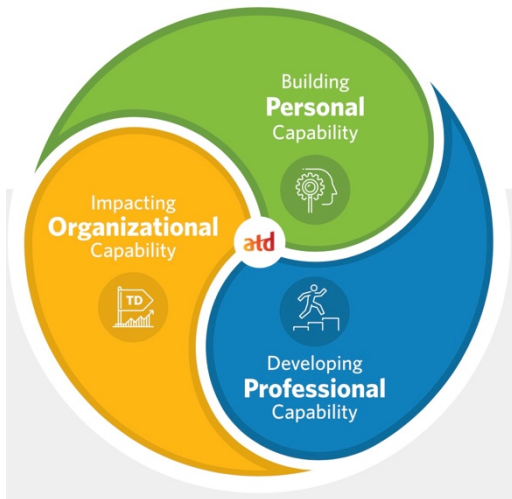 Building
Personal
Capability
Impacting
Organizational
Capability
TD
atd
Developing
Professional
Capability